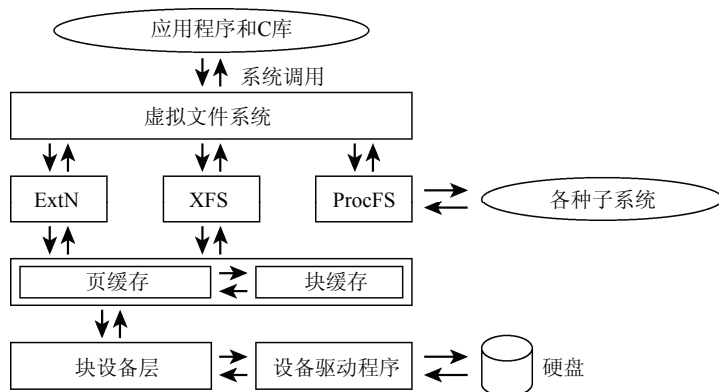 应用程序和C库
系统调用
虚拟文件系统
ExtN
XFS
ProcFS
各种子系统
页缓存
块缓存
块设备层
设备驱动程序
硬盘